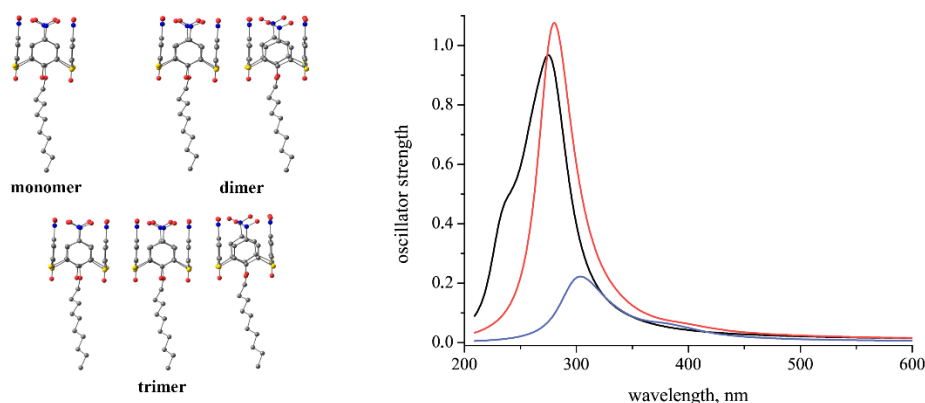 monomer
dimer
trimer
oscillator strength
1.0
0.8
0.6
0.4
0.2
0.0
200 300 400 500 600
wavelength, nm